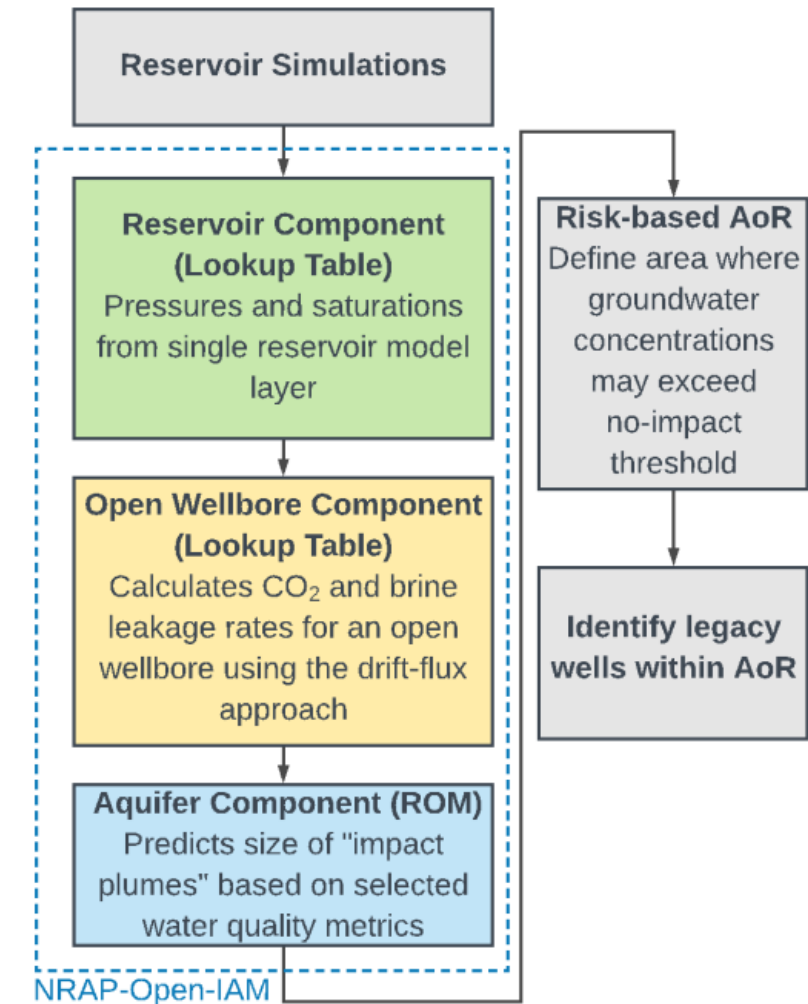 Reservoir Simulations
Reservoir Component
(Lookup Table)
Pressures and saturations
from single reservoir model
layer
Open Wellbore Component
(Lookup Table)
Calculates CO₂ and brine
leakage rates for an open
wellbore using the drift-flux
approach
Aquifer Component (ROM)
Predicts size of "impact
plumes" based on selected
water quality metrics
NRAP-Open-IAM
Risk-based AoR
Define area where
groundwater
concentrations
may exceed
no-impact
threshold
Identify legacy
wells within AoR